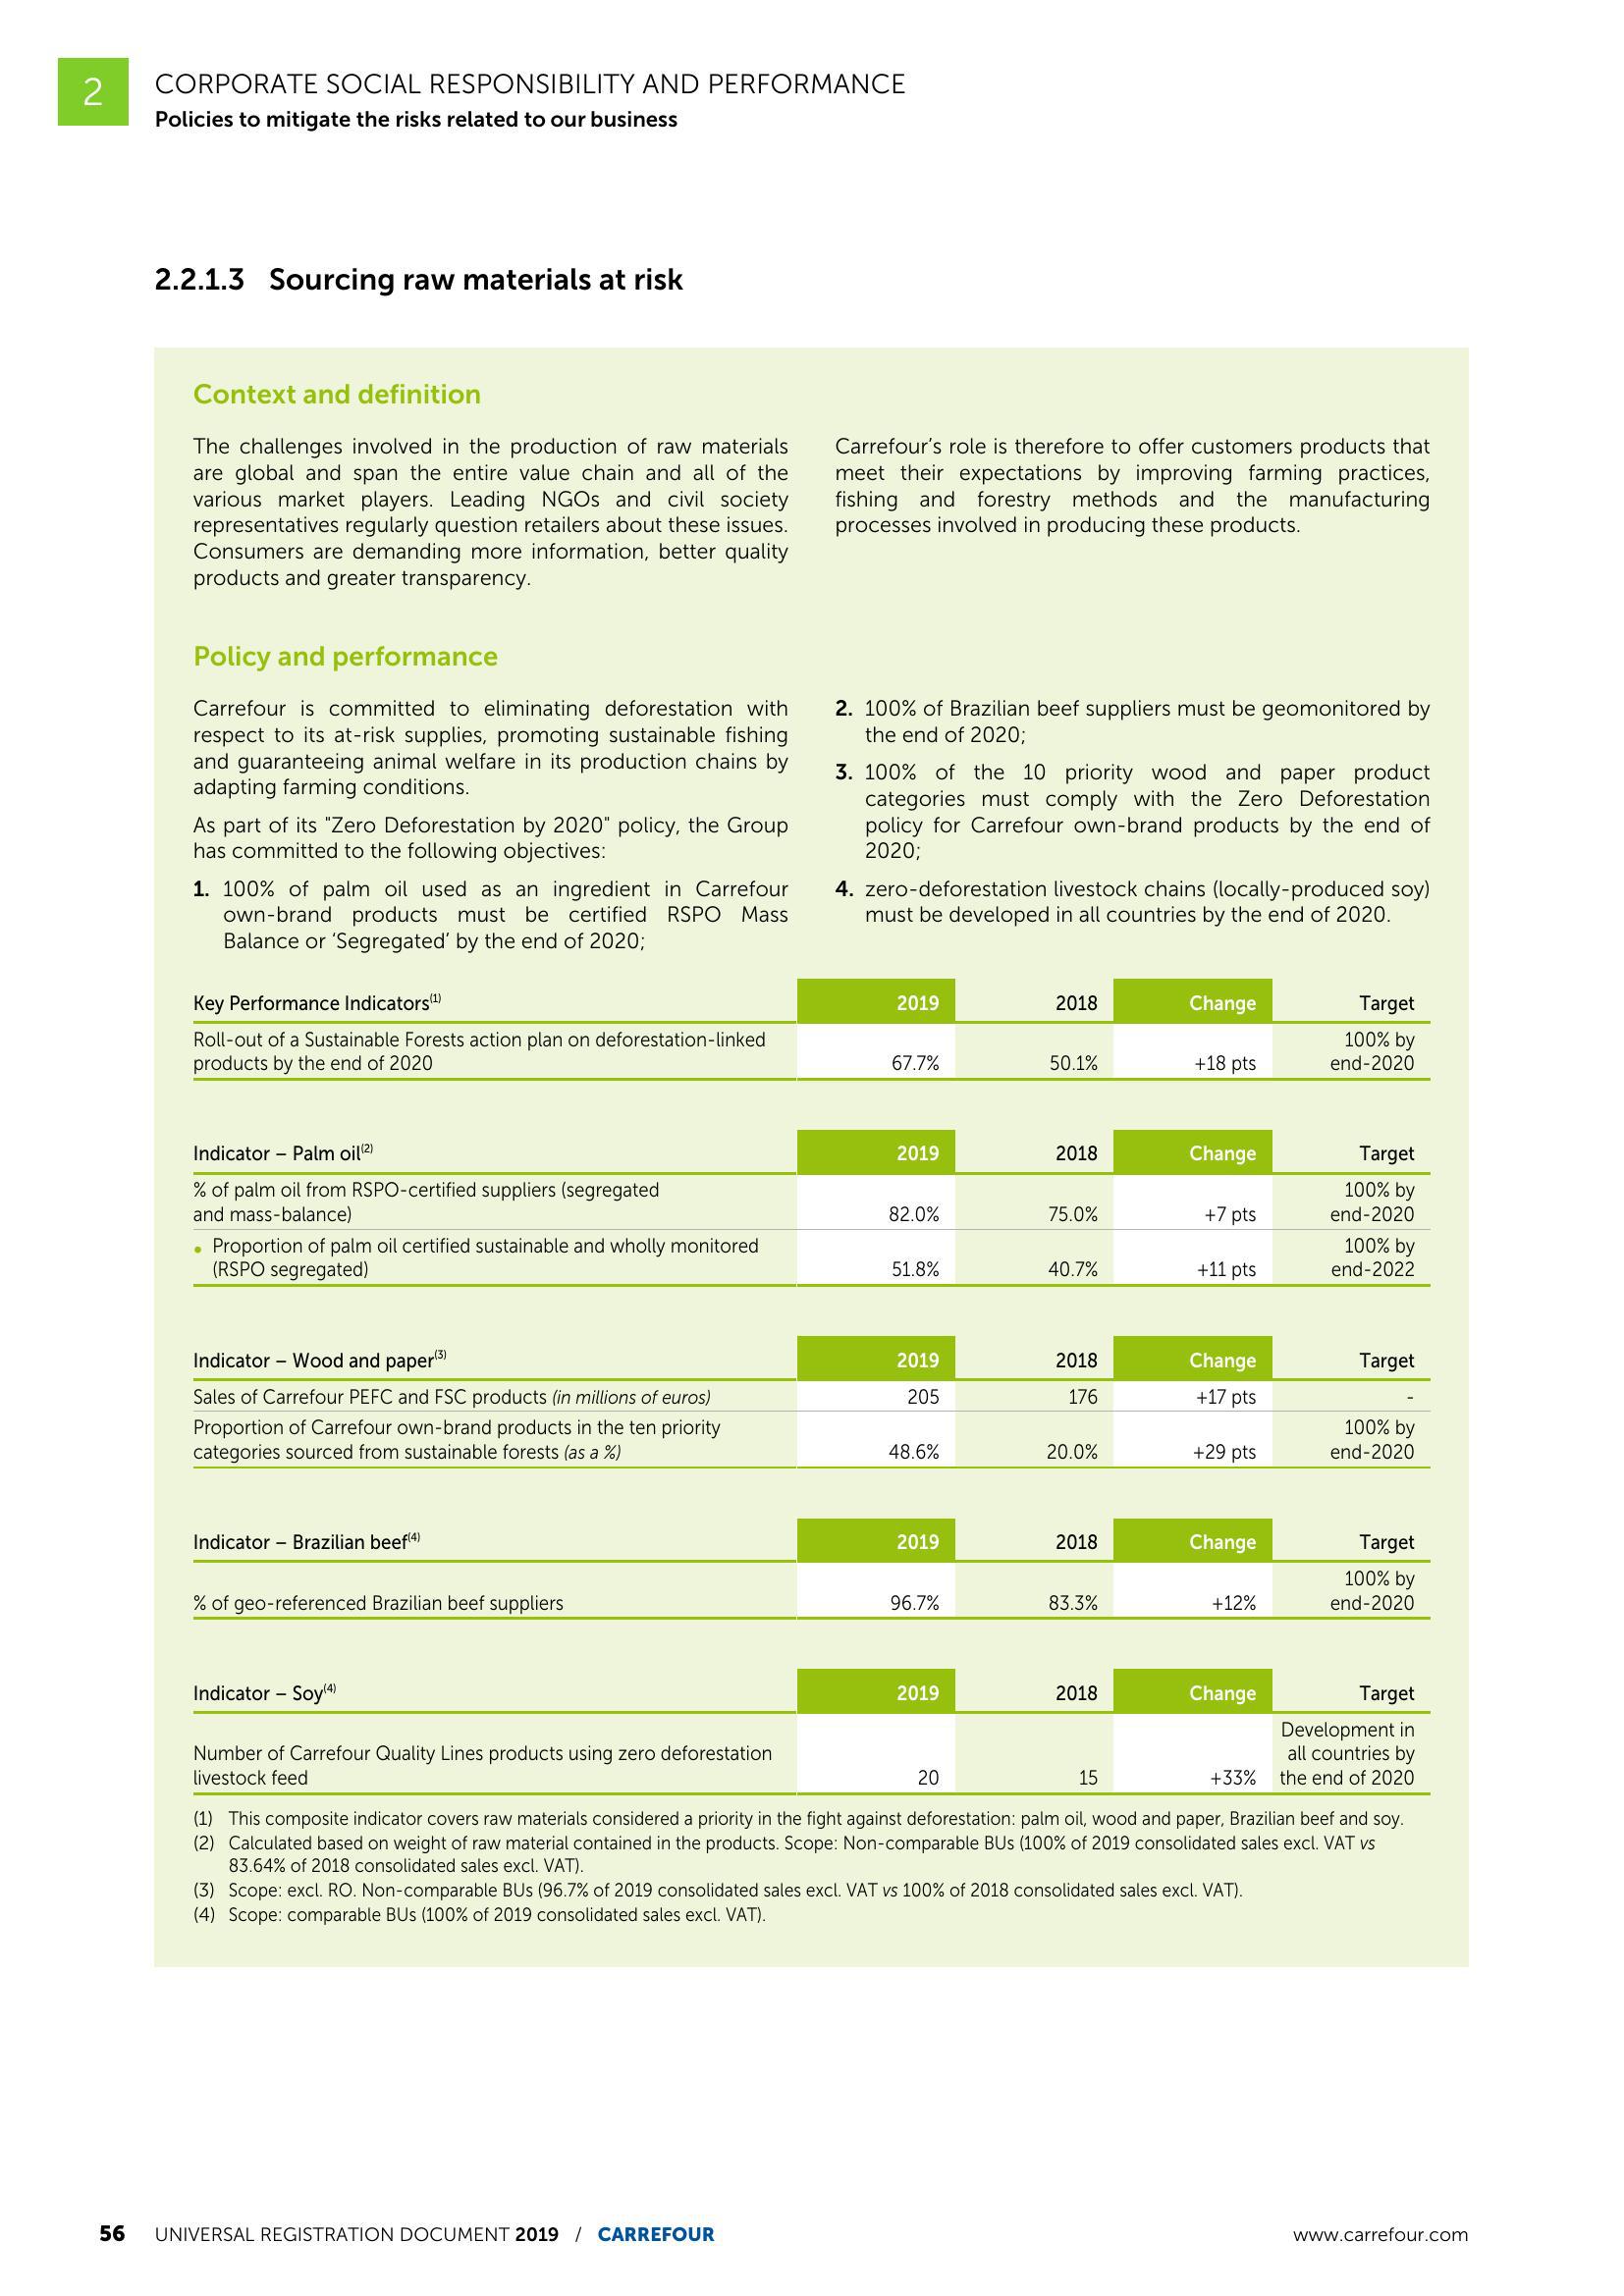 2
CORPORATE SOCIAL RESPONSIBILITY AND PERFORMANCE
Policies to mitigate the risks related to our business
2.2.1.3 Sourcing raw materials at risk
Context and definition
The challenges involved in the production of raw materials
are global and span the entire value chain and all of the
various market players. Leading NGOs and civil society
representatives regularly question retailers about these issues.
Consumers are demanding more information, better quality
products and greater transparency.
Carrefour’s role is therefore to offer customers products that
meet their expectations by improving farming practices,
fishing and forestry methods and the manufacturing
processes involved in producing these products.
Policy and performance
Carrefour is committed to eliminating deforestation with
respect to its at-risk supplies, promoting sustainable fishing
and guaranteeing animal welfare in its production chains by
adapting farming conditions.
As part of its "Zero Deforestation by 2020" policy, the Group
has committed to the following objectives:
1. 100% of palm oil used as an ingredient in Carrefour
own-brand products must be certified RSPO Mass
Balance or ‘Segregated’ by the end of 2020;
2. 100% of Brazilian beef suppliers must be geomonitored by
the end of 2020;
3. 100% of the 10 priority wood and paper product
categories must comply with the Zero Deforestation
policy for Carrefour own-brand products by the end of
2020;
4. zero-deforestation livestock chains (locally-produced soy)
must be developed in all countries by the end of 2020.
Key Performance Indicators(1) 2019 2018 Change Target
Roll-out of a Sustainable Forests action plan on deforestation-linked 100% by
products by the end of 2020 67.7% 50.1% +18 pts end-2020
Indicator – Palm oil(2) 2019 2018 Change Target
% of palm oil from RSPO-certified suppliers (segregated 100% by
and mass-balance) 82.0% 75.0% +7 pts end-2020
• Proportion of palm oil certified sustainable and wholly monitored 100% by
(RSPO segregated) 51.8% 40.7% +11 pts end-2022
Indicator – Wood and paper(3) 2019 2018 Change Target
Sales of Carrefour PEFC and FSC products (in millions of euros) 205 176 +17 pts -
Proportion of Carrefour own-brand products in the ten priority 100% by
categories sourced from sustainable forests (as a %) 48.6% 20.0% +29 pts end-2020
Indicator – Brazilian beef(4) 2019 2018 Change Target
100% by
% of geo-referenced Brazilian beef suppliers 96.7% 83.3% +12% end-2020
Indicator – Soy(4) 2019 2018 Change Target
Development in
Number of Carrefour Quality Lines products using zero deforestation all countries by
livestock feed 20 15 +33% the end of 2020
(1) This composite indicator covers raw materials considered a priority in the fight against deforestation: palm oil, wood and paper, Brazilian beef and soy.
(2) Calculated based on weight of raw material contained in the products. Scope: Non-comparable BUs (100% of 2019 consolidated sales excl. VAT vs
83.64% of 2018 consolidated sales excl. VAT).
(3) Scope: excl. RO. Non-comparable BUs (96.7% of 2019 consolidated sales excl. VAT vs 100% of 2018 consolidated sales excl. VAT).
(4) Scope: comparable BUs (100% of 2019 consolidated sales excl. VAT).
56 UNIVERSAL REGISTRATION DOCUMENT 2019 / CARREFOUR www.carrefour.com